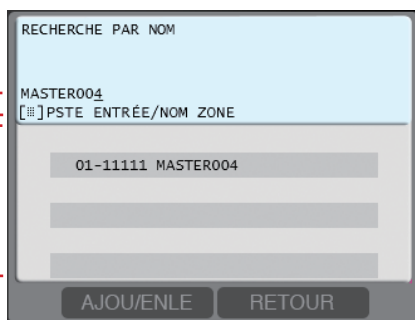 RECHERCHE PAR NOM
MASTER004
[⁝⁝⁝]PSTE ENTRÉE/NOM ZONE
01-11111 MASTER004
AJOU/ENLE RETOUR